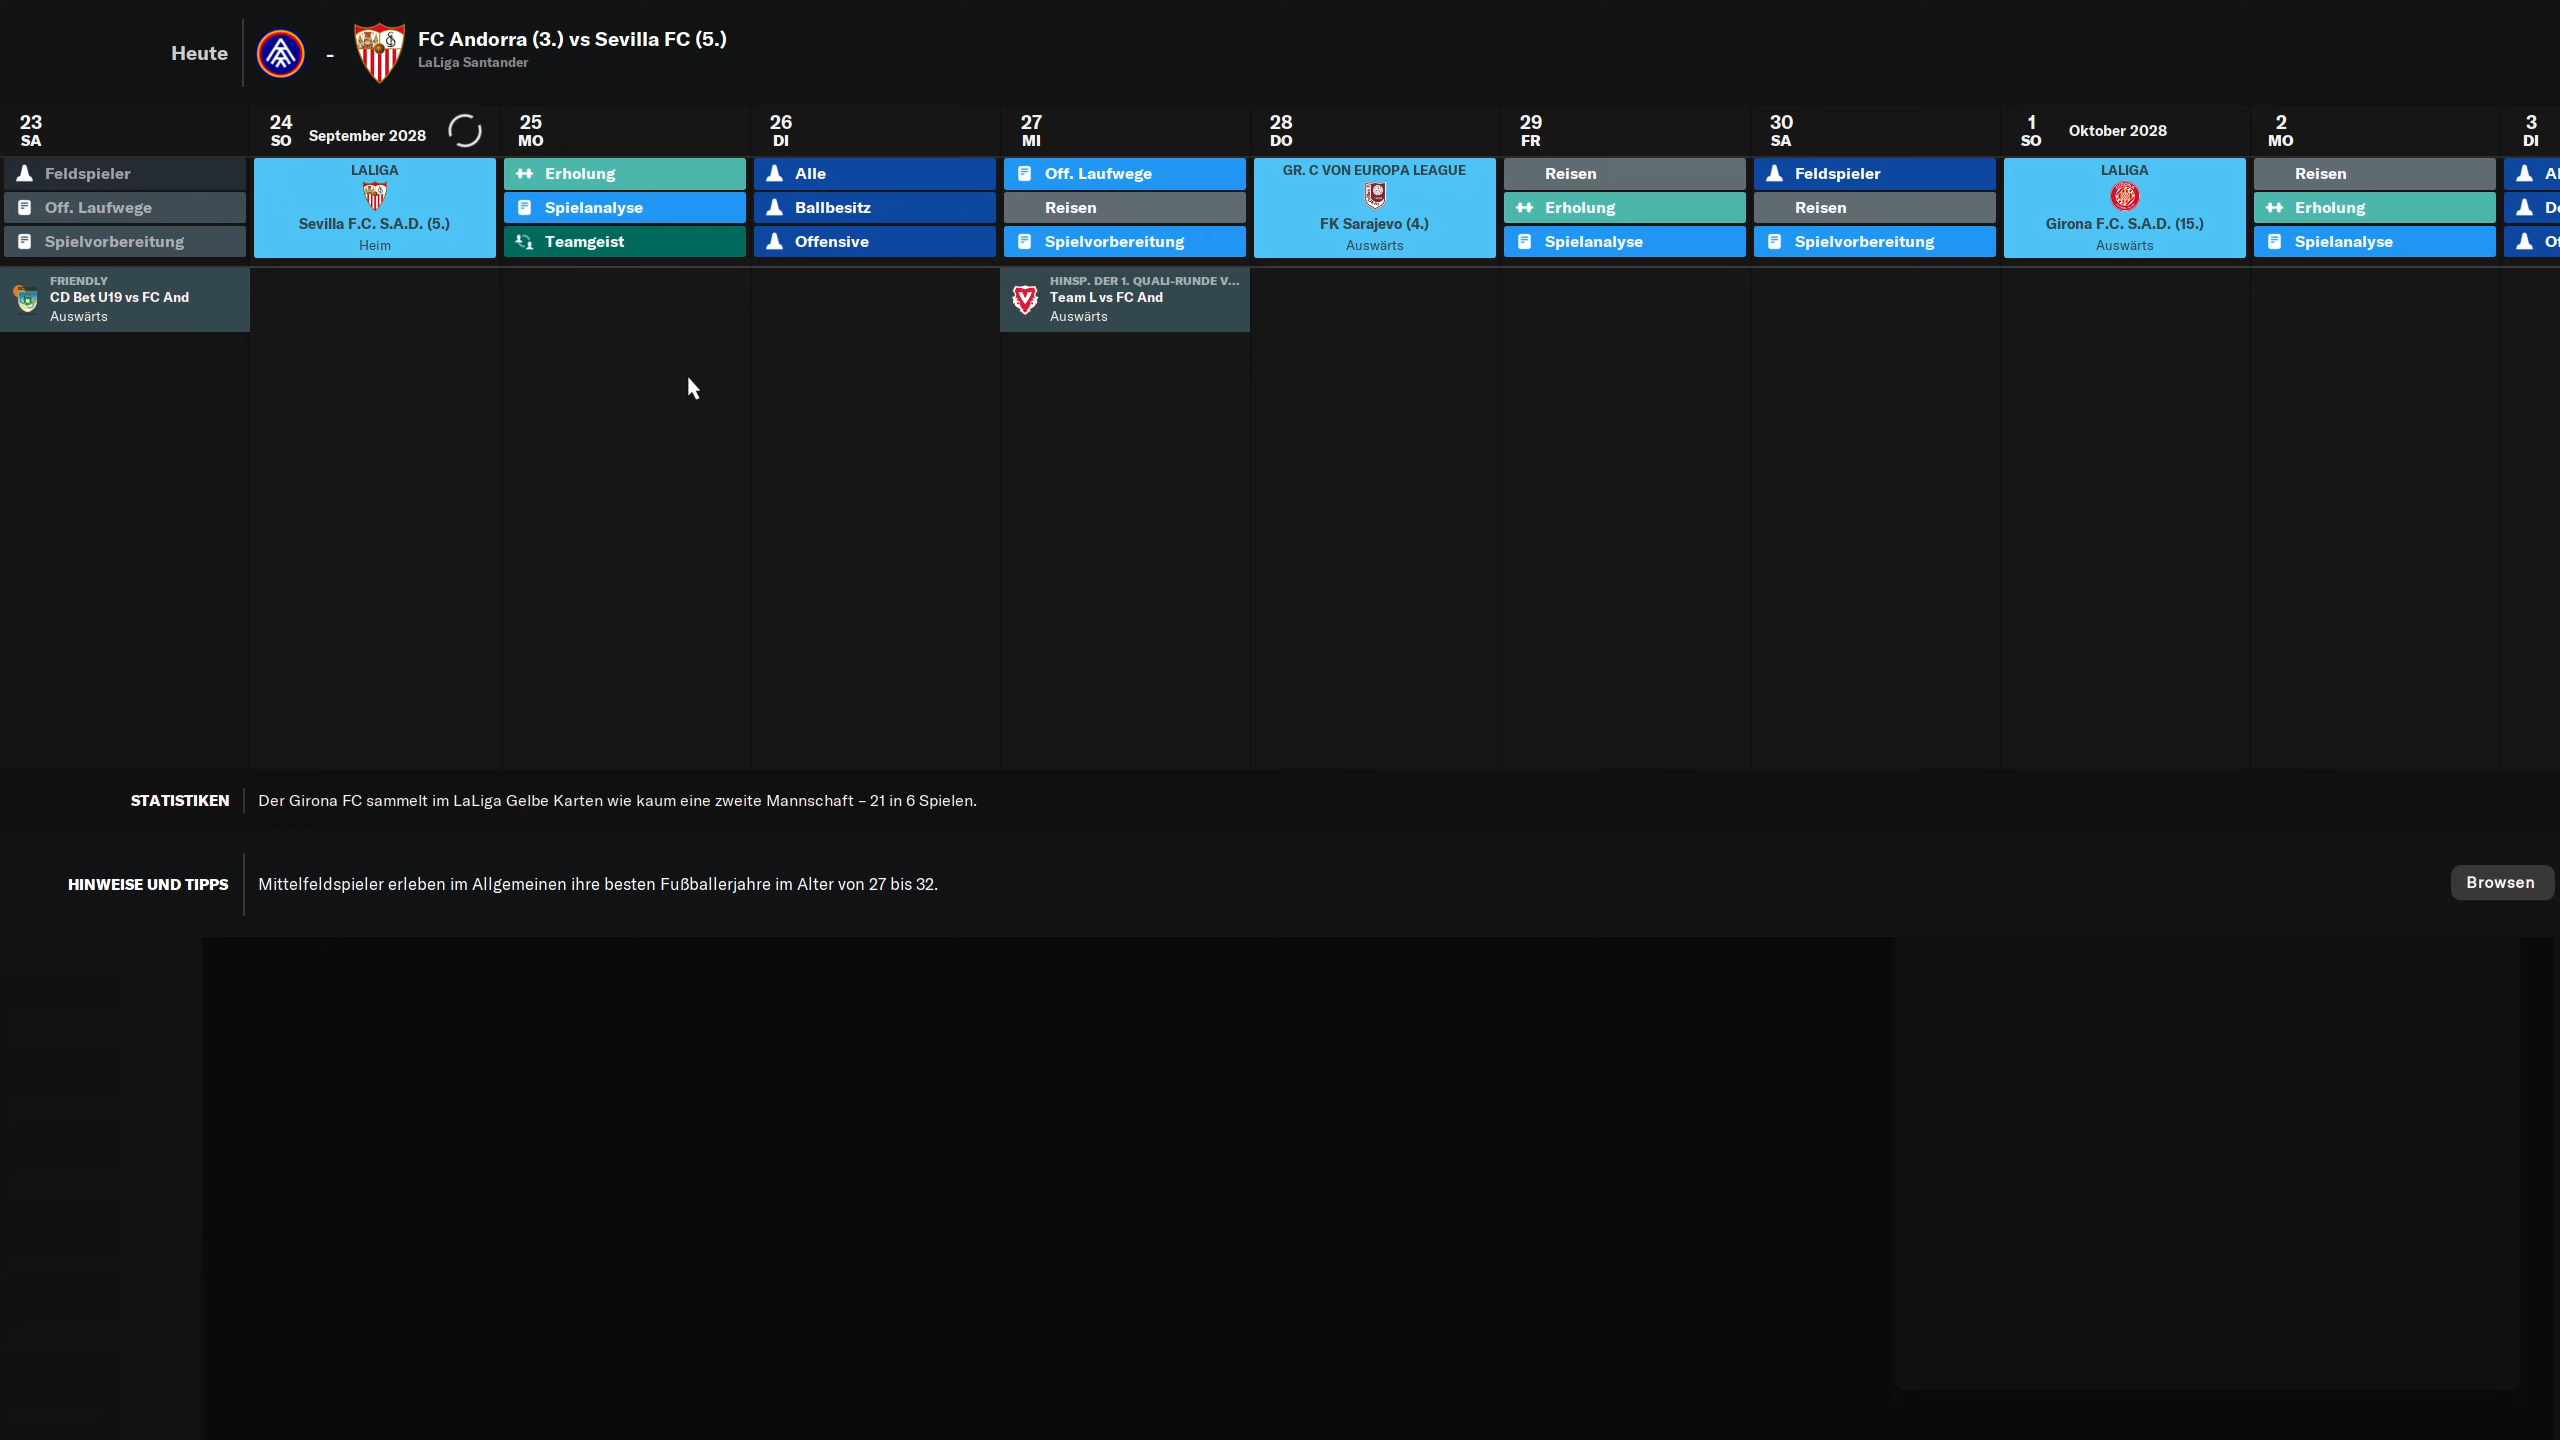 Heute
-
FC Andorra (3.) vs Sevilla FC (5.)
LaLiga Santander
23
SA
24
SO
September 2028
25
MO
26
DI
27
MI
28
DO
29
FR
30
SA
1
SO
Oktober 2028
2
MO
3
DI
Feldspieler
Off. Laufwege
Spielvorbereitung
LALIGA
Sevilla F.C. S.A.D. (5.)
Heim
Erholung
Spielanalyse
Teamgeist
Alle
Ballbesitz
Offensive
Off. Laufwege
Reisen
Spielvorbereitung
GR. C VON EUROPA LEAGUE
FK Sarajevo (4.)
Auswärts
Reisen
Erholung
Spielanalyse
Feldspieler
Reisen
Spielvorbereitung
LALIGA
Girona F.C. S.A.D. (15.)
Auswärts
Reisen
Erholung
Spielanalyse
FRIENDLY
CD Bet U19 vs FC And
Auswärts
HINSP. DER 1. QUALI-RUNDE V...
Team L vs FC And
Auswärts
STATISTIKEN
Der Girona FC sammelt im LaLiga Gelbe Karten wie kaum eine zweite Mannschaft – 21 in 6 Spielen.
HINWEISE UND TIPPS
Mittelfeldspieler erleben im Allgemeinen ihre besten Fußballerjahre im Alter von 27 bis 32.
Browsen